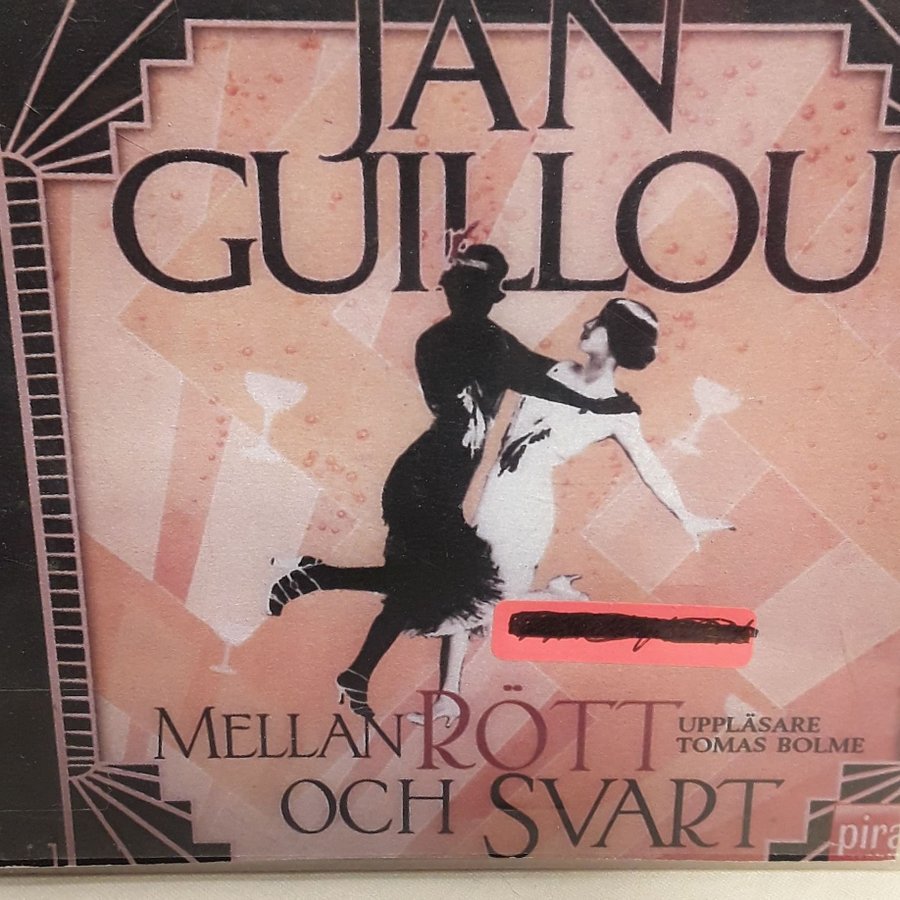 JAN
GUILLOU
MELLAN RÖTT
UPPLÄSARE
TOMAS BOLME
OCH SVART
pira